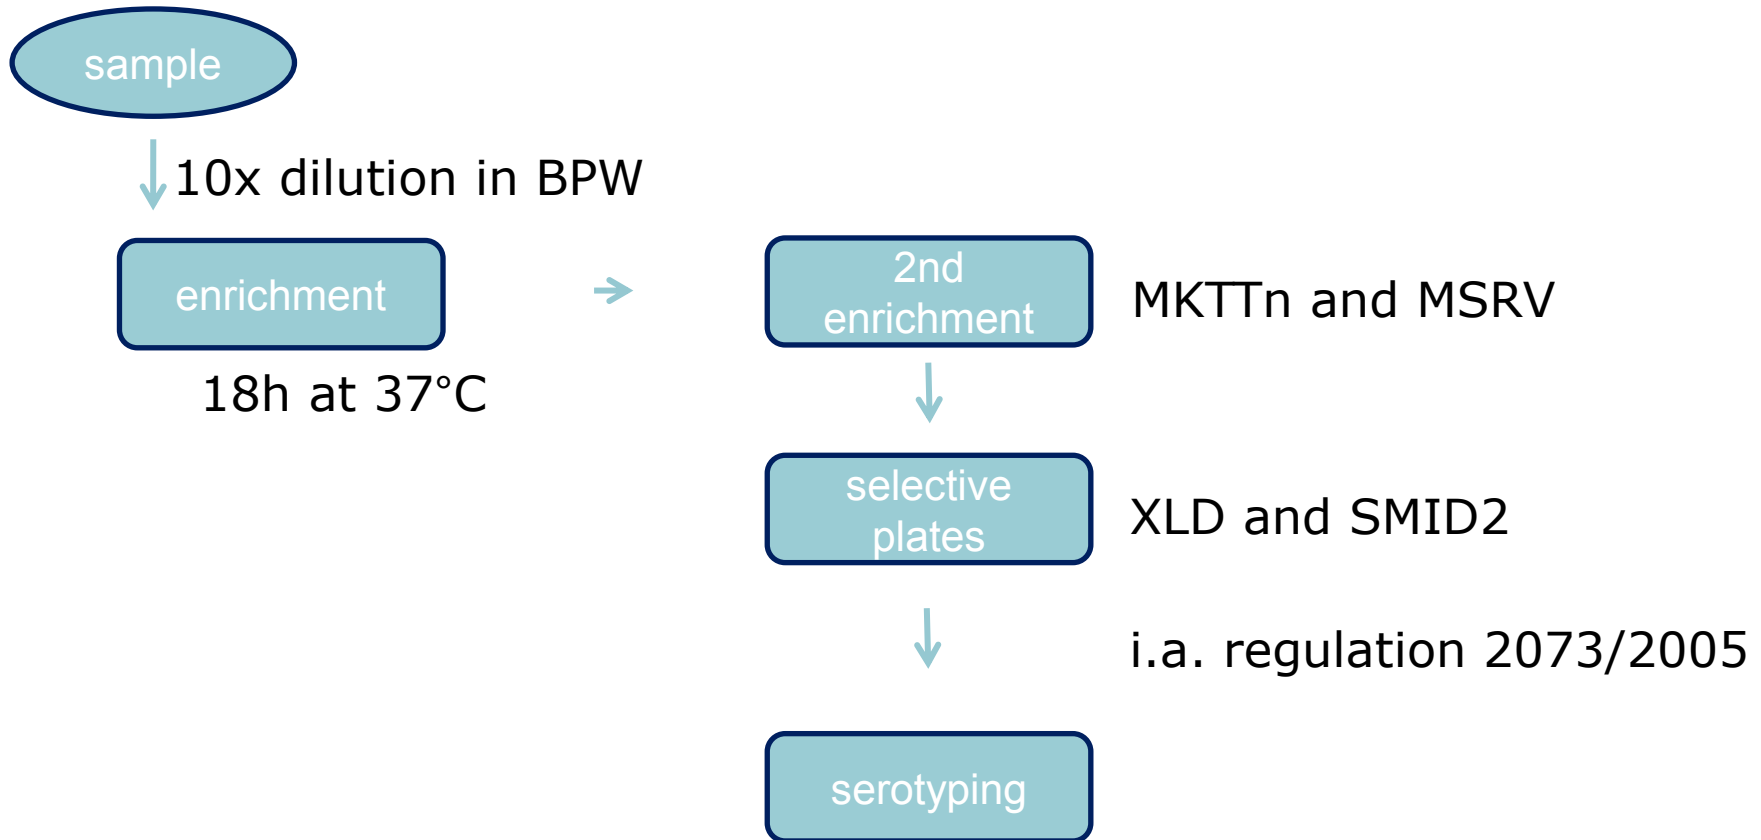 sample
10x dilution in BPW
enrichment
18h at 37°C
2nd
enrichment
MKTTn and MSRV
selective
plates
XLD and SMID2
i.a. regulation 2073/2005
serotyping